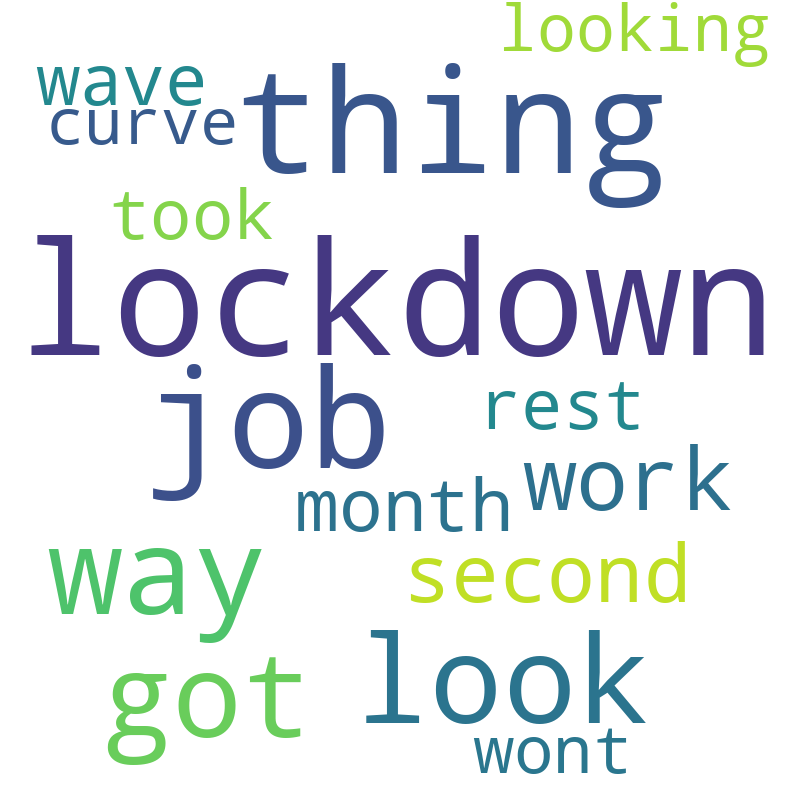 looking
wave
thing
curve
took
lockdown
job
rest
work
month
way
second
got
look
wont